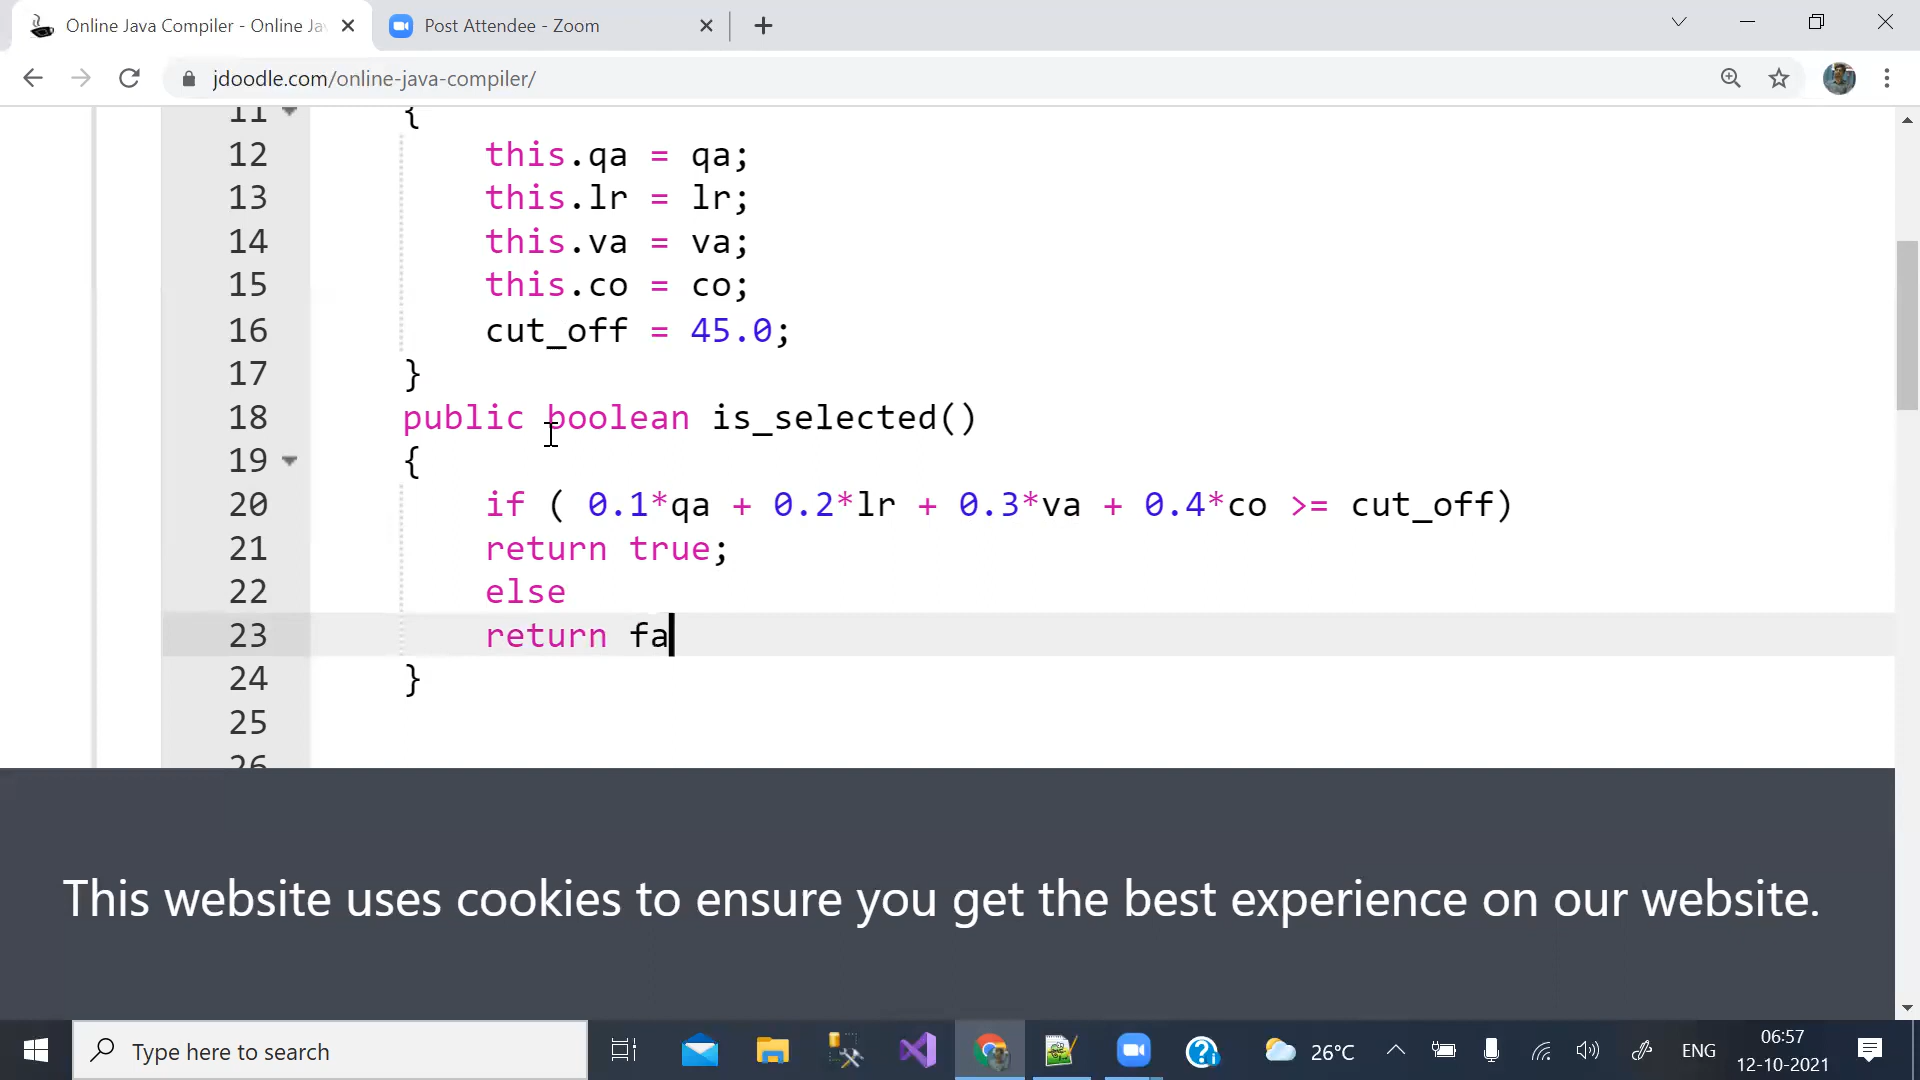 Online Java Compiler - Online Ja
Post Attendee - Zoom
jdoodle.com/online-java-compiler/
11 {
12 this.qa = qa;
13 this.lr = lr;
14 this.va = va;
15 this.co = co;
16 cut_off = 45.0;
17 }
18 public boolean is_selected()
19 {
20 if ( 0.1*qa + 0.2*lr + 0.3*va + 0.4*co >= cut_off)
21 return true;
22 else
23 return fa
24 }
25
26
This website uses cookies to ensure you get the best experience on our website.
Type here to search
26°C
ENG
06:57
12-10-2021